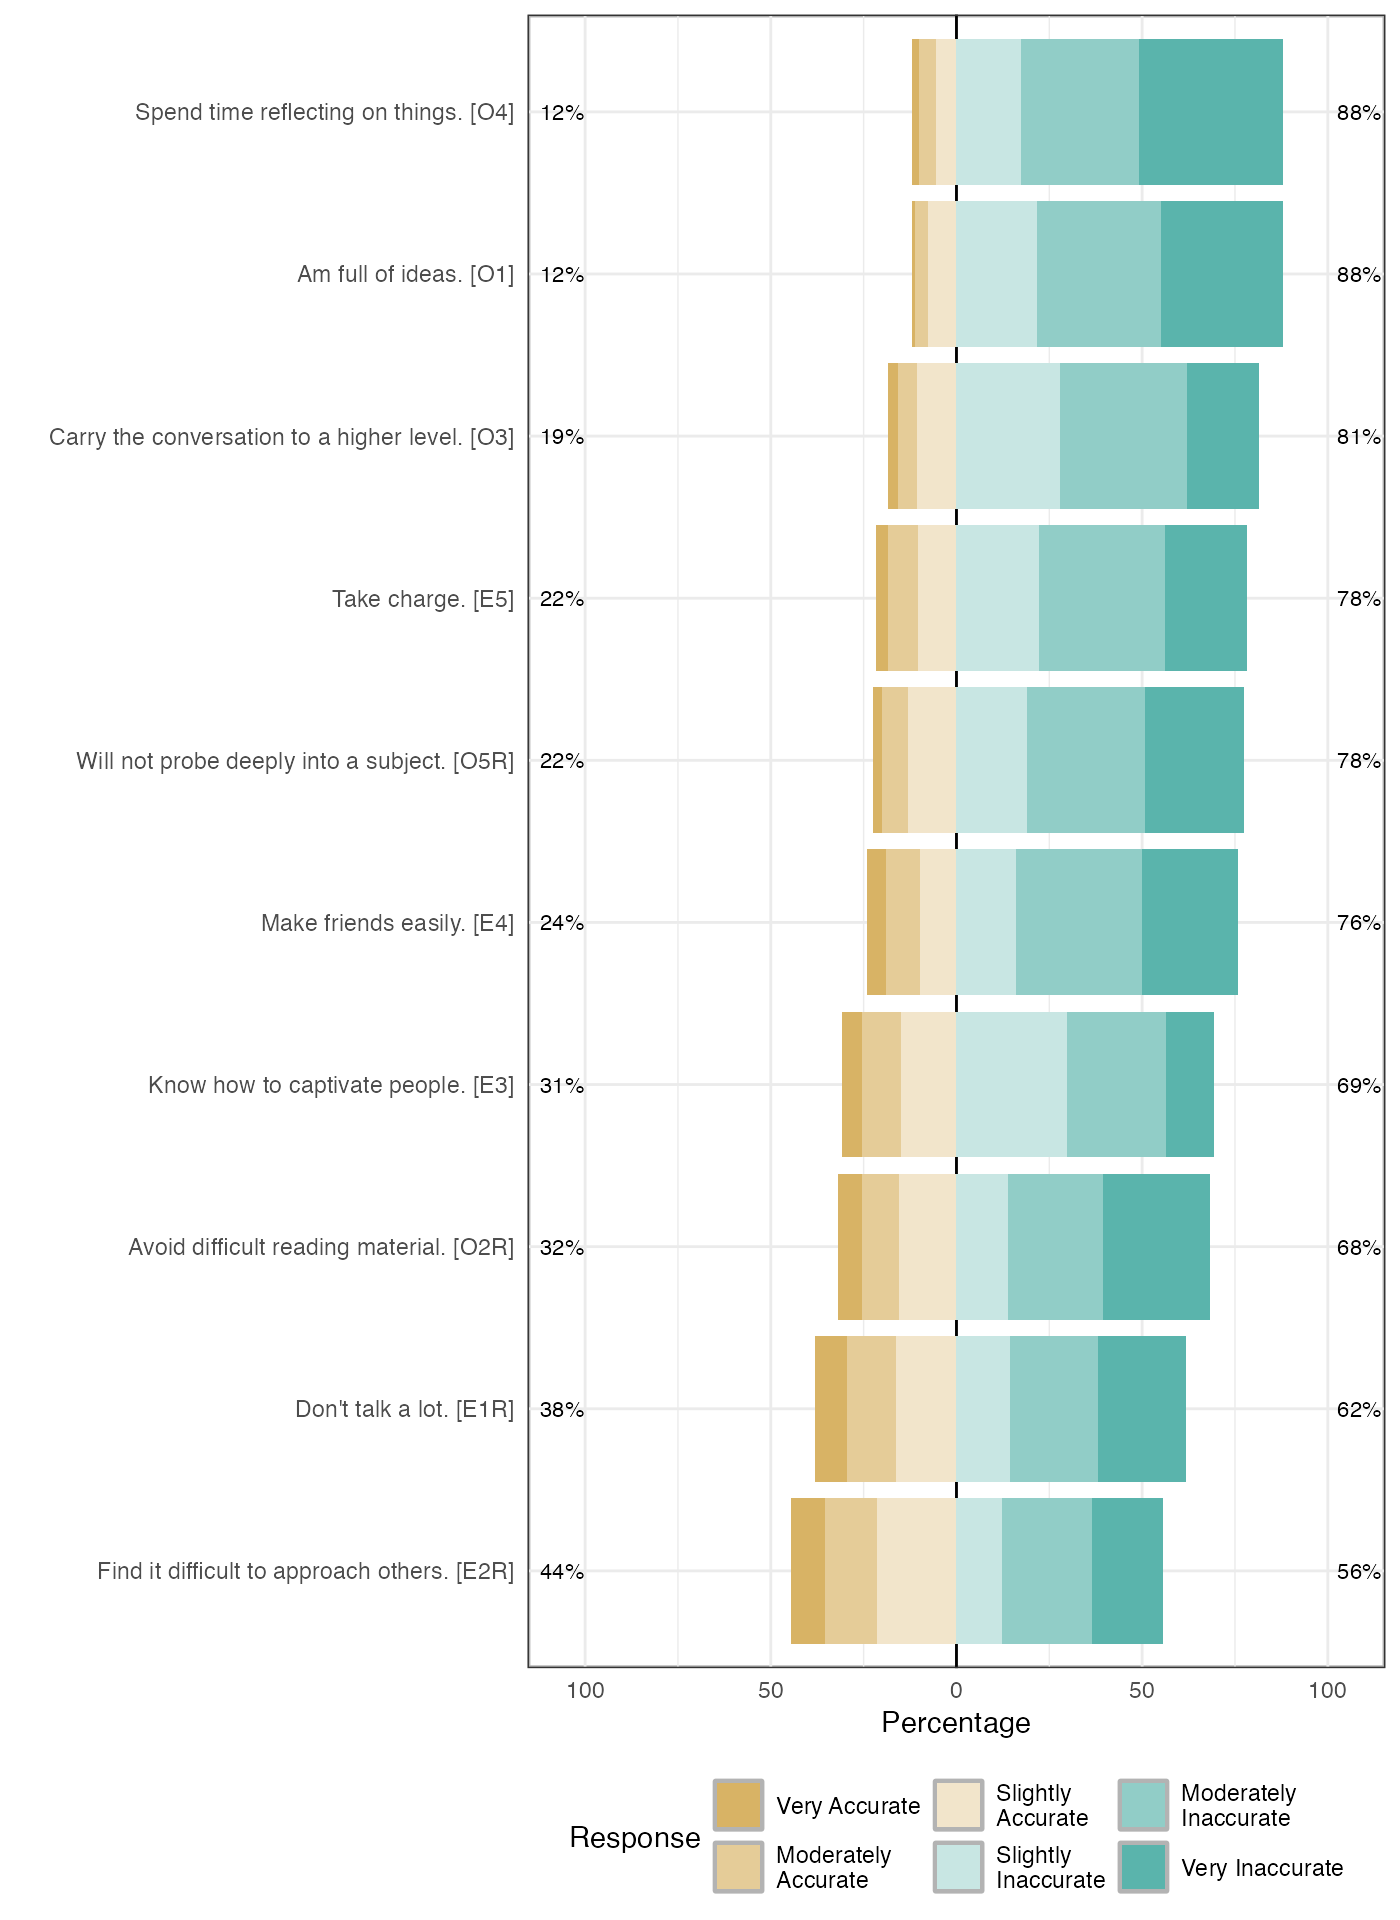 Spend time reflecting on things. [O4] 12% 88%
Am full of ideas. [O1] 12% 88%
Carry the conversation to a higher level. [O3] 19% 81%
Take charge. [E5] 22% 78%
Will not probe deeply into a subject. [O5R] 22% 78%
Make friends easily. [E4] 24% 76%
Know how to captivate people. [E3] 31% 69%
Avoid difficult reading material. [O2R] 32% 68%
Don't talk a lot. [E1R] 38% 62%
Find it difficult to approach others. [E2R] 44% 56%
100 50 0 50 100
Percentage
Response
Very Accurate
Moderately
Accurate
Slightly
Accurate
Slightly
Inaccurate
Moderately
Inaccurate
Very Inaccurate